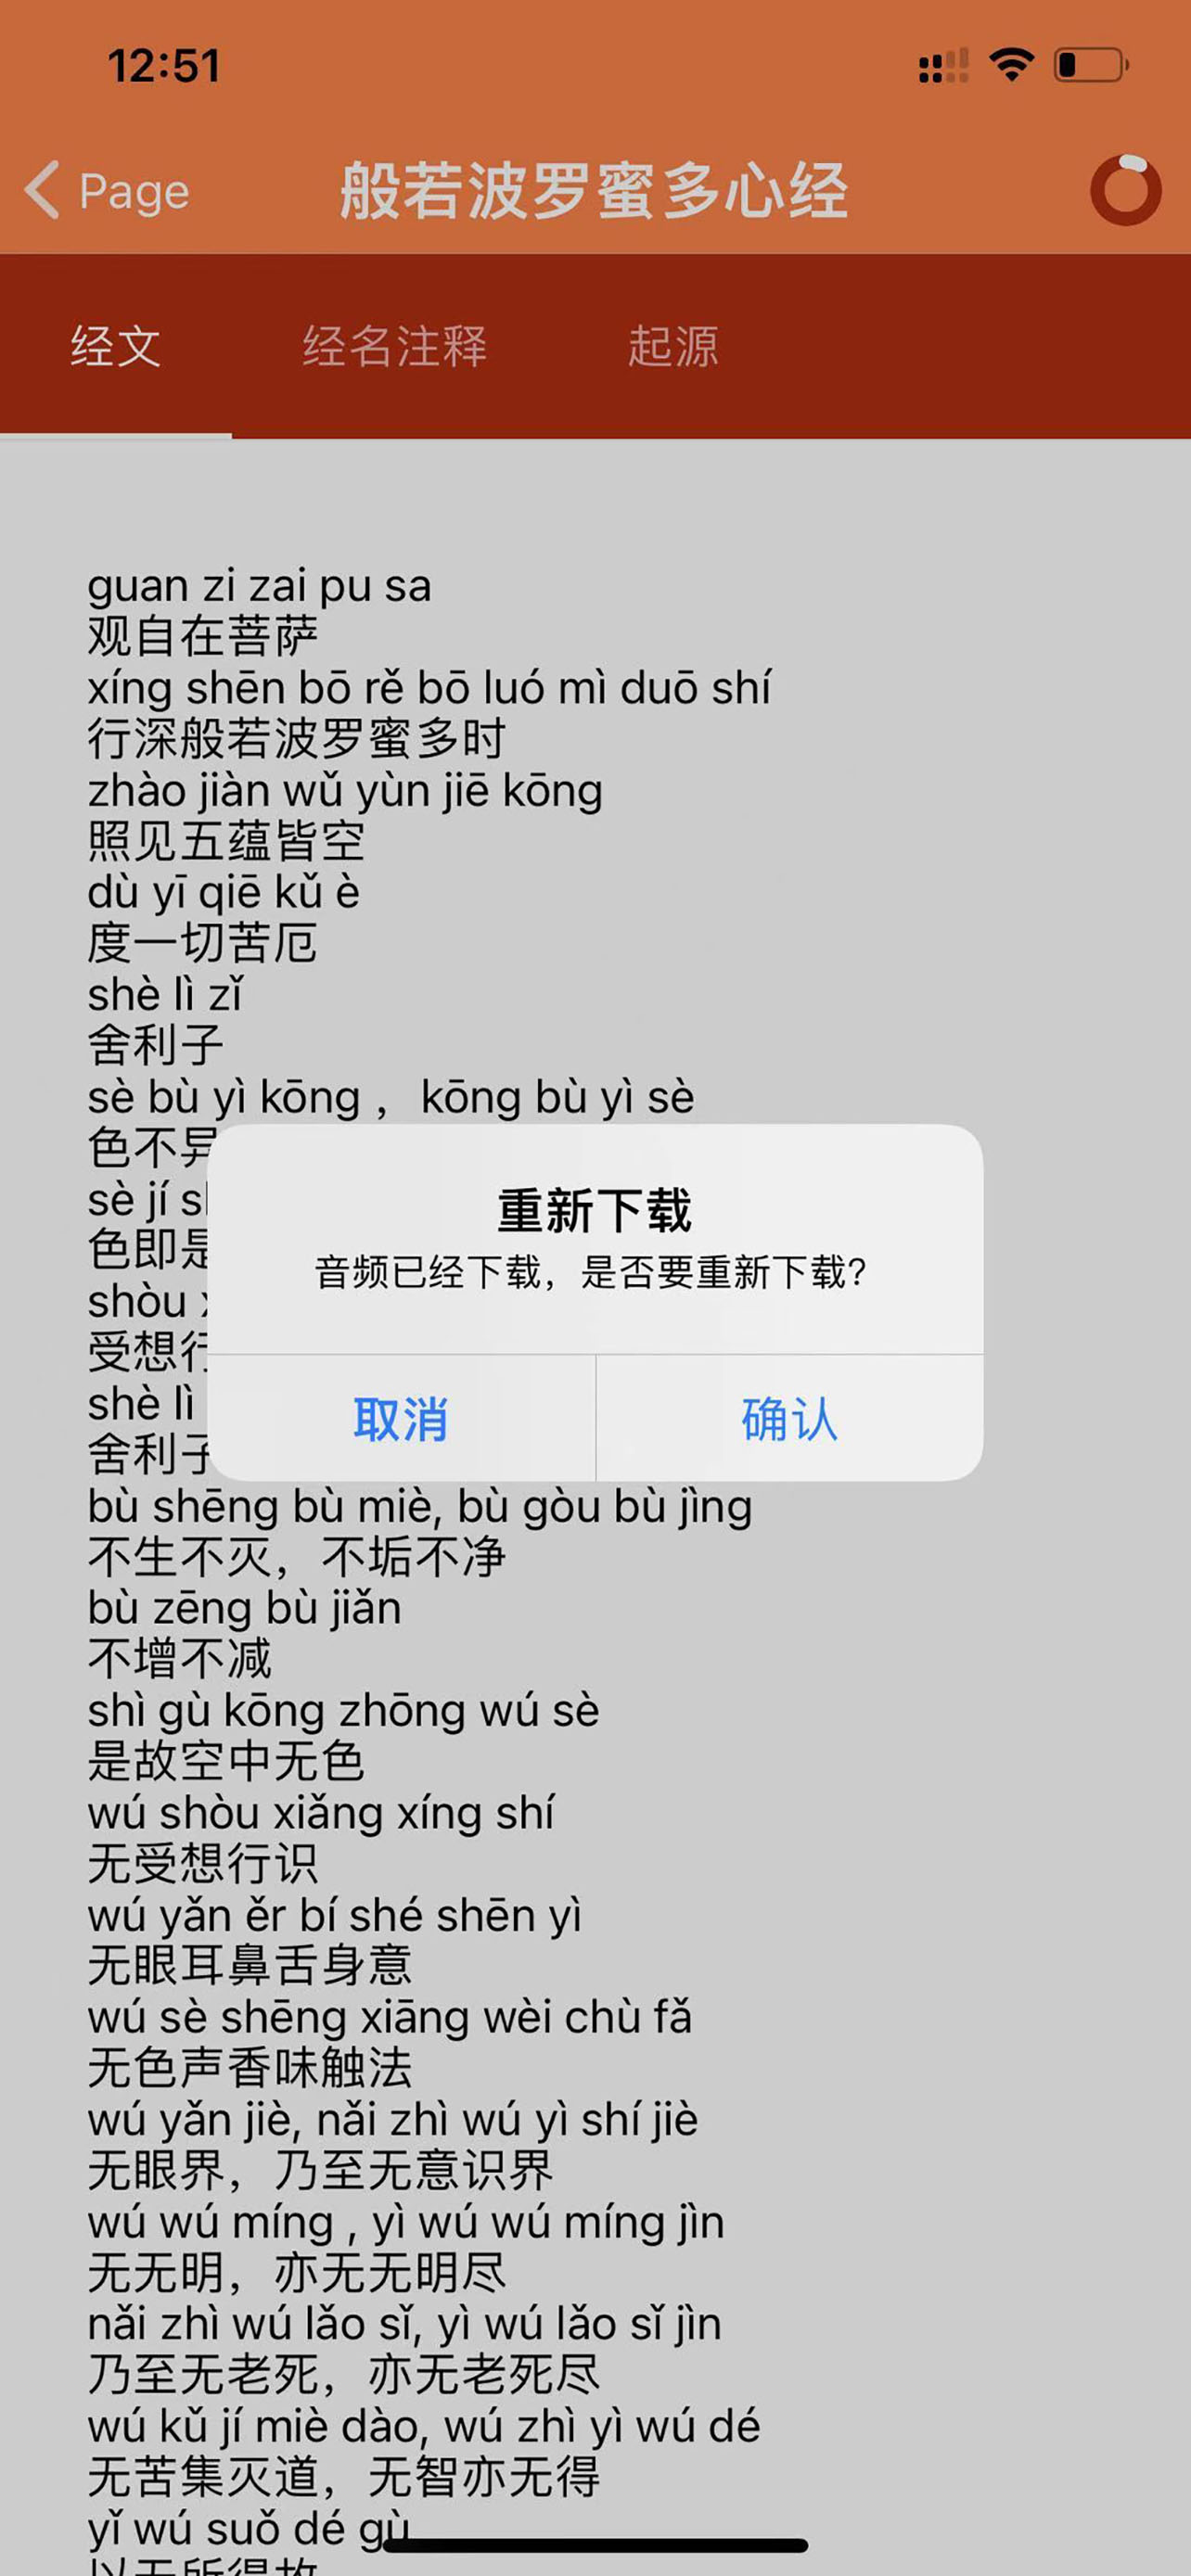 12:51
Page
般若波罗蜜多心经
经文 经名注释 起源
guan zi zai pu sa
观自在菩萨
xíng shēn bō rě bō luó mì duō shí
行深般若波罗蜜多时
zhào jiàn wǔ yùn jiē kōng
照见五蕴皆空
dù yī qiē kǔ è
度一切苦厄
shè lì zǐ
舍利子
sè bù yì kōng ,   kōng bù yì sè
色不异
sè jí
色即是
shòu
受想行
shè lì
舍利子
重新下载
音频已经下载，是否要重新下载？
取消 确认
bù shēng bù miè, bù gòu bù jìng
不生不灭，不垢不净
bù zēng bù jiǎn
不增不减
shì gù kōng zhōng wú sè
是故空中无色
wú shòu xiǎng xíng shí
无受想行识
wú yǎn ěr bí shé shēn yì
无眼耳鼻舌身意
wú sè shēng xiāng wèi chù fǎ
无色声香味触法
wú yǎn jiè, nǎi zhì wú yì shí jiè
无眼界，乃至无意识界
wú wú míng , yì wú wú míng jìn
无无明，亦无无明尽
nǎi zhì wú lǎo sǐ, yì wú lǎo sǐ jìn
乃至无老死，亦无老死尽
wú kǔ jí miè dào, wú zhì yì wú dé
无苦集灭道，无智亦无得
yǐ wú suǒ dé gù
以无所得故